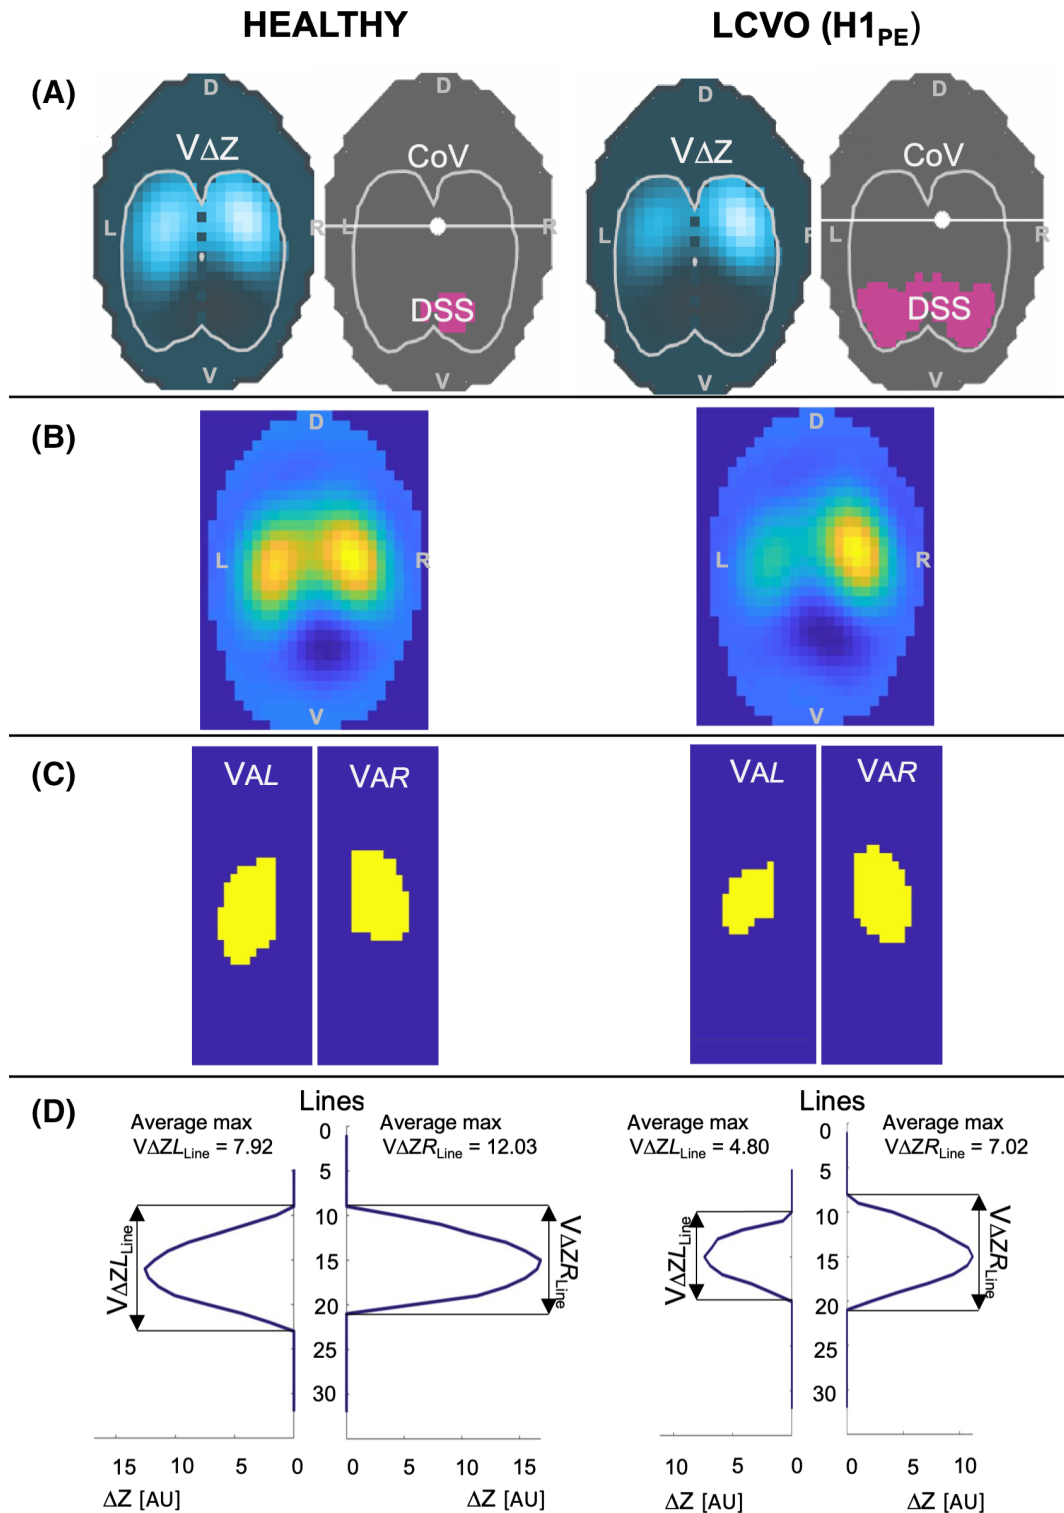 HEALTHY LCVO (H1PE)
(A)
D D D D
VΔZ CoV VΔZ CoV
L R L R L R L R
DSS DSS
V V V V
(B)
D D
L R L R
V V
(C)
VAL VAR VAL VAR
(D)
Lines Lines
Average max
VΔZLLine = 7.92
Average max
VΔZRLine = 12.03
Average max
VΔZLLine = 4.80
Average max
VΔZRLine = 7.02
0 0
5 5
10 10
15 15
20 20
25 25
30 30
VΔZLLine VΔZRLine VΔZLLine VΔZRLine
15 10 5 0 0 5 10 15 10 5 0 0 5 10
ΔZ [AU] ΔZ [AU] ΔZ [AU] ΔZ [AU]